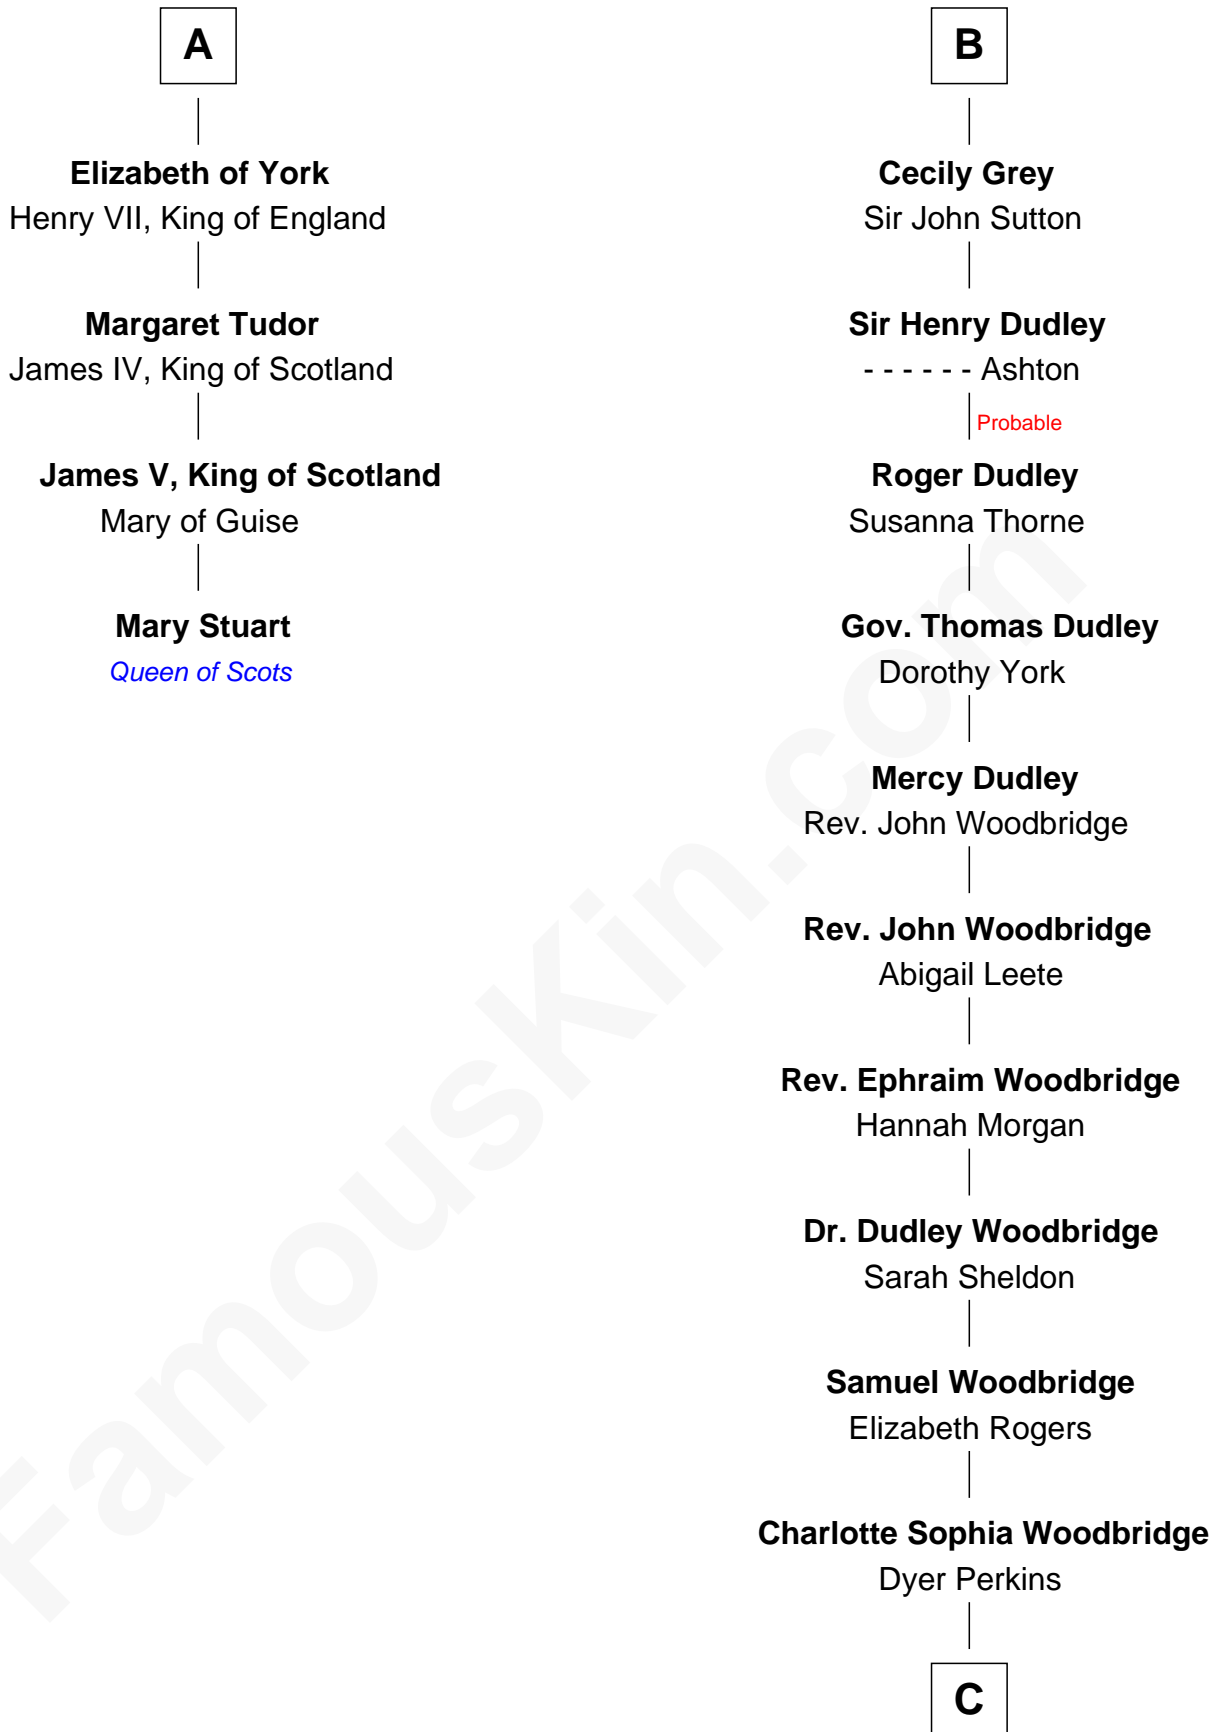 A
Elizabeth of York
Henry VII, King of England
Margaret Tudor
James IV, King of Scotland
James V, King of Scotland
Mary of Guise
Mary Stuart
Queen of Scots
B
Cecily Grey
Sir John Sutton
Sir Henry Dudley
- - - - - - Ashton
Probable
Roger Dudley
Susanna Thorne
Gov. Thomas Dudley
Dorothy York
Mercy Dudley
Rev. John Woodbridge
Rev. John Woodbridge
Abigail Leete
Rev. Ephraim Woodbridge
Hannah Morgan
Dr. Dudley Woodbridge
Sarah Sheldon
Samuel Woodbridge
Elizabeth Rogers
Charlotte Sophia Woodbridge
Dyer Perkins
C
FamousKin.com